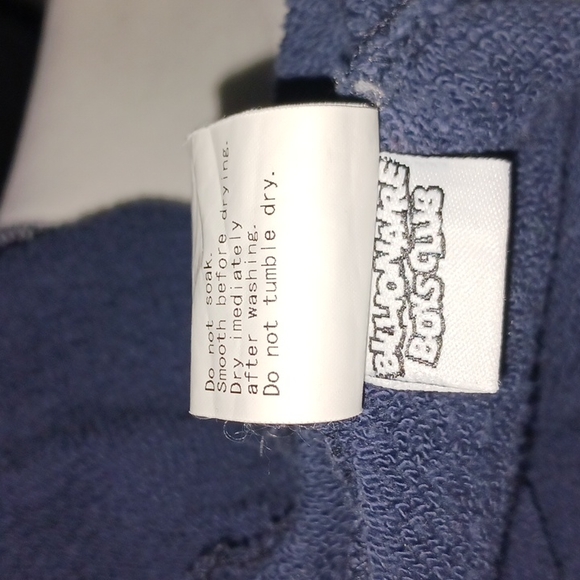 Do not soak.
Smooth before drying.
Dry imediately
after washing.
Do not tumble dry.
BILLIONAIRE
BOYS CLUB